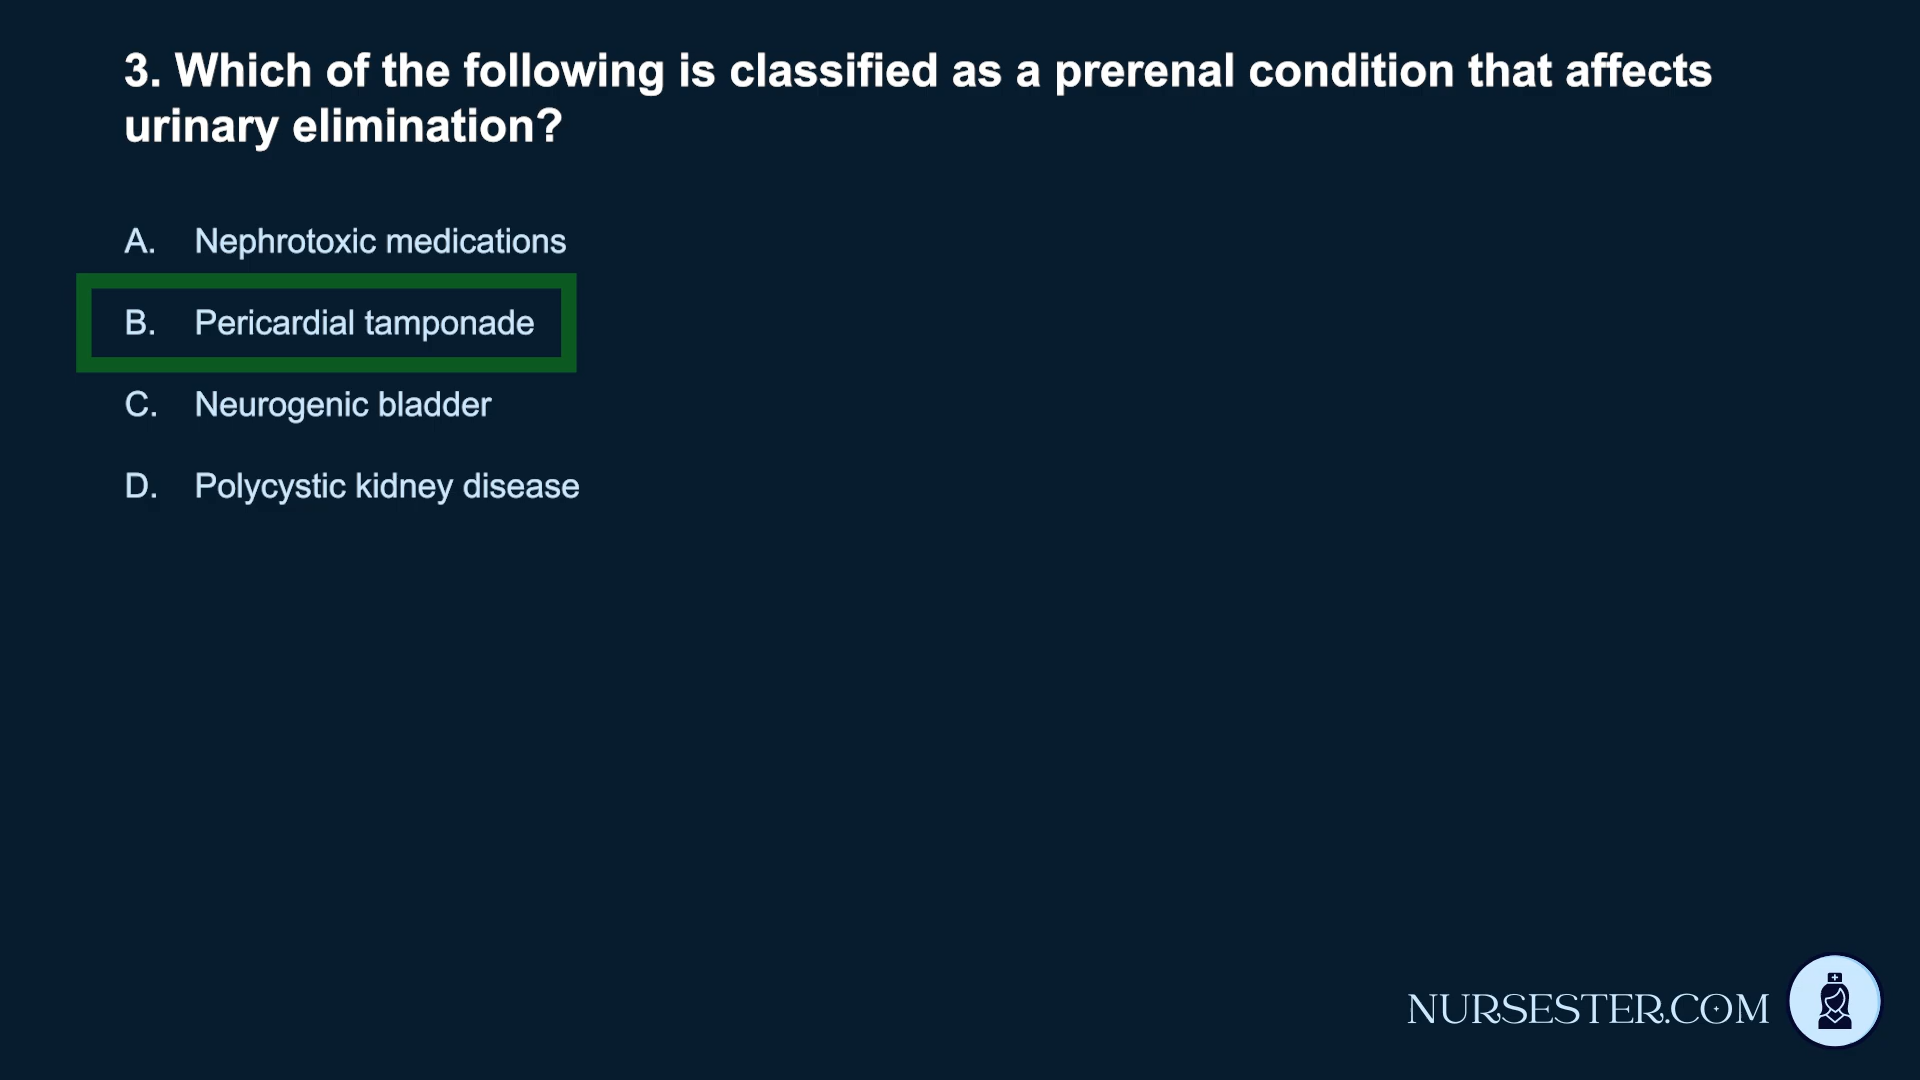 3. Which of the following is classified as a prerenal condition that affects
urinary elimination?
A. Nephrotoxic medications
B. Pericardial tamponade
C. Neurogenic bladder
D. Polycystic kidney disease
NURSESTER.COM